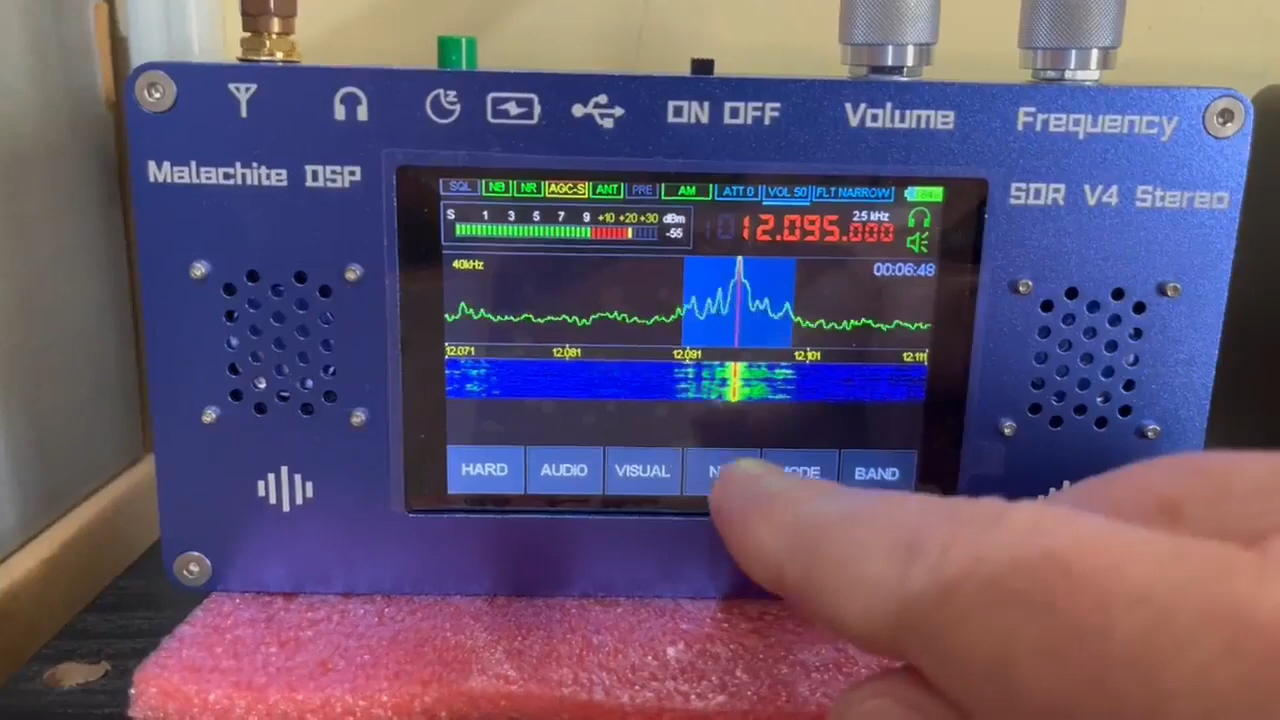 ON OFF
Volume
Frequency
Malachite DSP
SDR V4 Stereo
SQL NB NR AGC-S ANT PRE AM ATT 0 VOL 50 FLT NARROW
S 1 3 5 7 9 +10 +20 +30 dBm
-55
2.5 kHz
12.095.000
40kHz
00:06:48
12.071 12.081 12.091 12.101 12.111
HARD AUDIO VISUAL MODE BAND